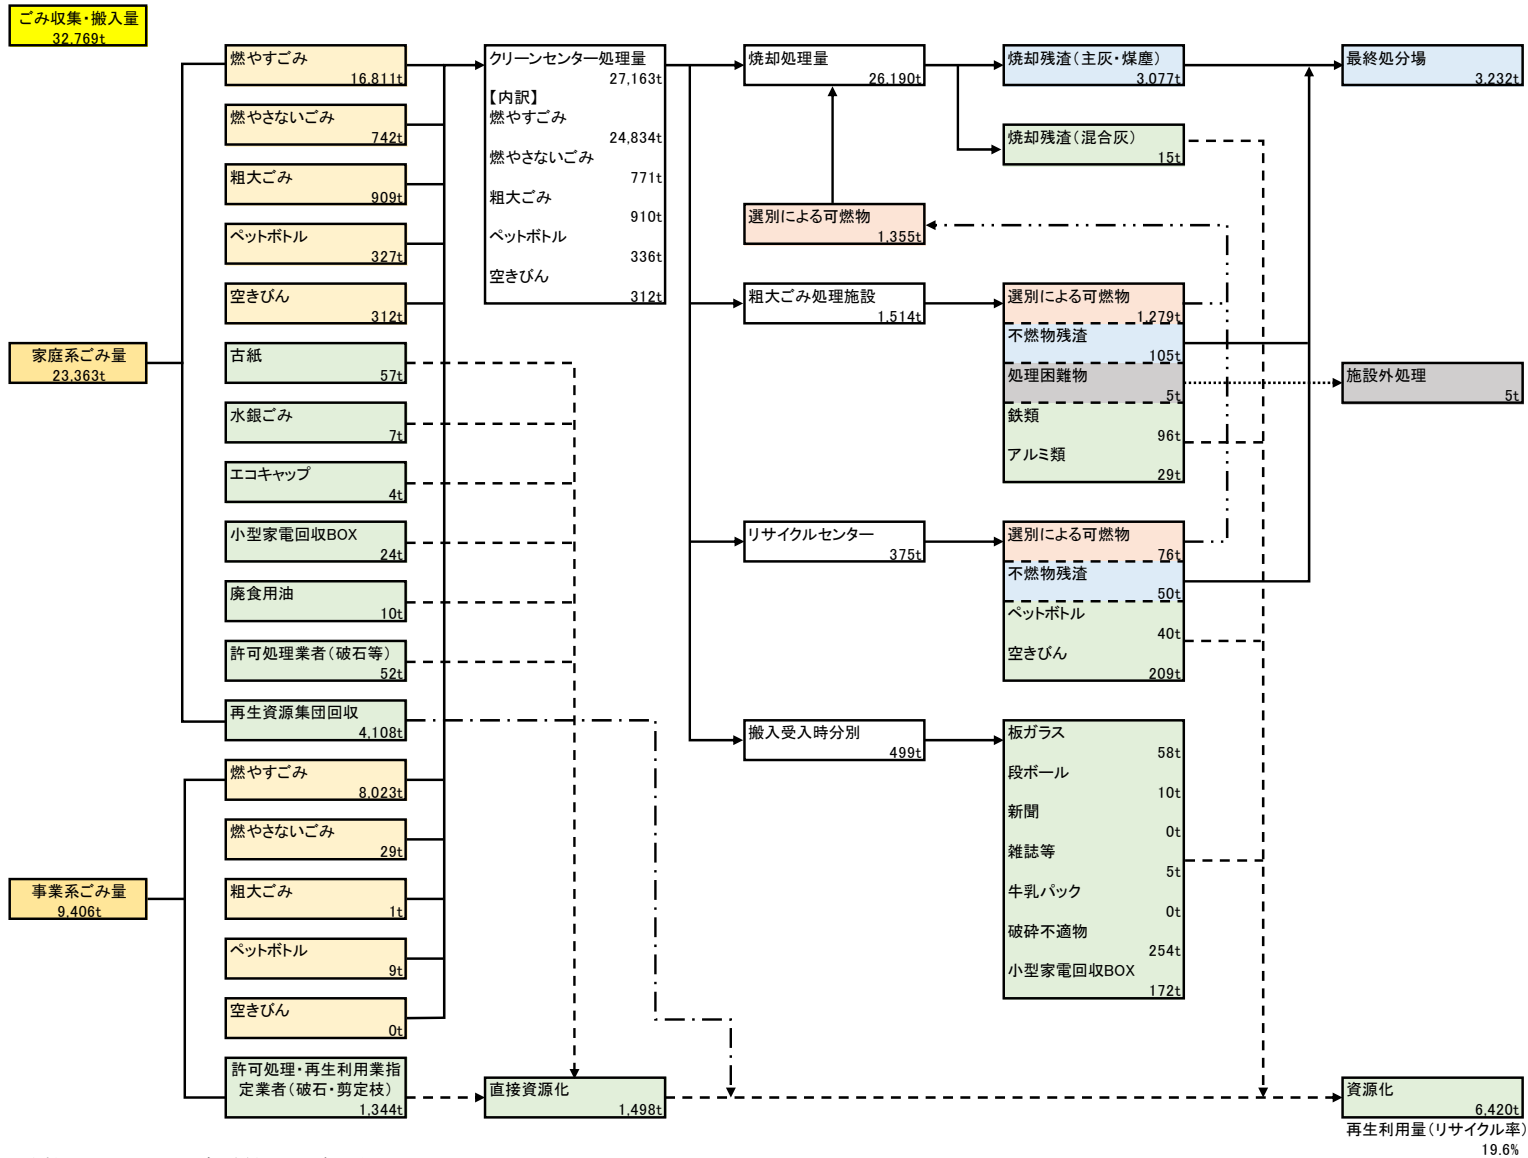 ごみ収集・搬入量
32,769t
家庭系ごみ量
23,363t
事業系ごみ量
9,406t
燃やすごみ
16,811t
燃やさないごみ
742t
粗大ごみ
909t
ペットボトル
327t
空きびん
312t
古紙
57t
水銀ごみ
7t
エコキャップ
4t
小型家電回収BOX
24t
廃食用油
10t
許可処理業者(破石等)
52t
再生資源集団回収
4,108t
燃やすごみ
8,023t
燃やさないごみ
29t
粗大ごみ
1t
ペットボトル
9t
空きびん
0t
許可処理・再生利用業指
定業者(破石・剪定枝)
1,344t
クリーンセンター処理量
27,163t
【内訳】
燃やすごみ
24,834t
燃やさないごみ
771t
粗大ごみ
910t
ペットボトル
336t
空きびん
312t
直接資源化
1,498t
焼却処理量
26,190t
選別による可燃物
1,355t
粗大ごみ処理施設
1,514t
リサイクルセンター
375t
搬入受入時分別
499t
焼却残渣(主灰・煤塵)
3,077t
焼却残渣(混合灰)
15t
選別による可燃物
1,279t
不燃物残渣
105t
処理困難物
5t
鉄類
96t
アルミ類
29t
選別による可燃物
76t
不燃物残渣
50t
ペットボトル
40t
空きびん
209t
板ガラス
58t
段ボール
10t
新聞
0t
雑誌等
5t
牛乳パック
0t
破砕不適物
254t
小型家電回収BOX
172t
最終処分場
3,232t
施設外処理
5t
資源化
6,420t
再生利用量(リサイクル率)
19.6%